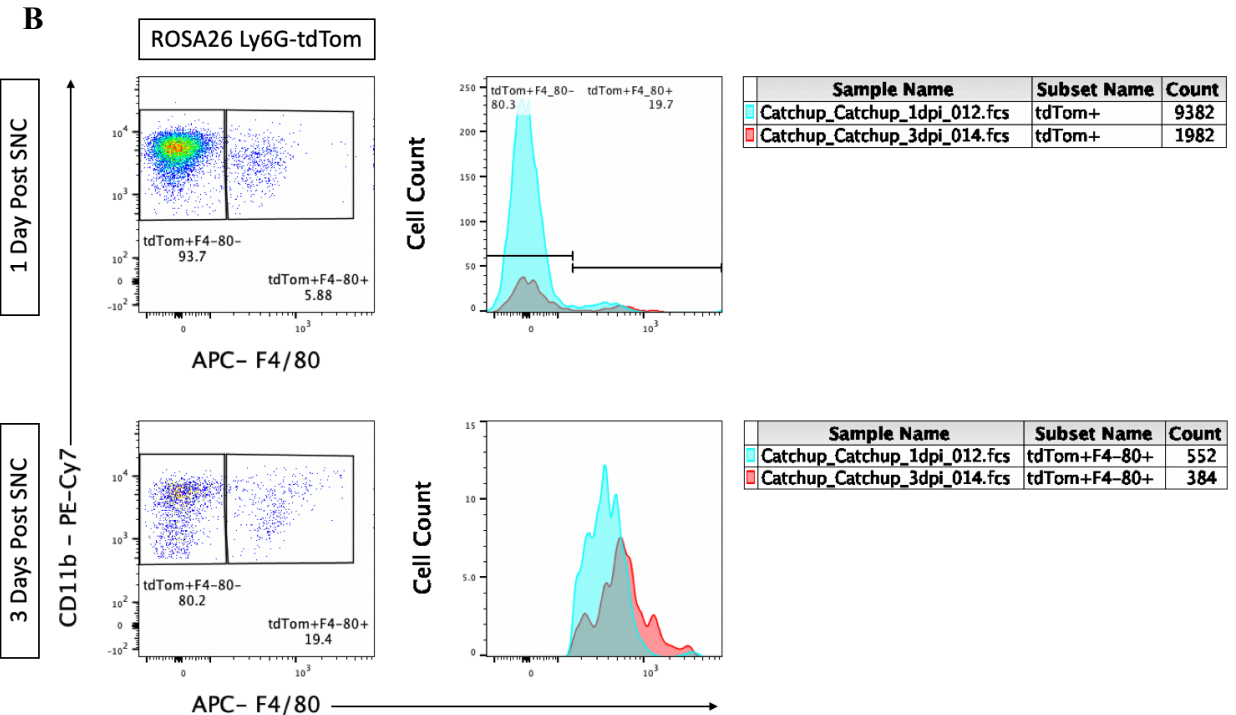 B
ROSA26 Ly6G-tdTom
1 Day Post SNC
CD11b - PE-Cy7
10^4
10^3
10^2
0
-10^2
tdTom+F4-80-
93.7
tdTom+F4-80+
5.88
0
10^3
APC- F4/80
Cell Count
250
200
150
100
50
0
tdTom+F4_80-
80.3
tdTom+F4_80+
19.7
0
10^3
Sample Name Subset Name Count
Catchup_Catchup_1dpi_012.fcs tdTom+ 9382
Catchup_Catchup_3dpi_014.fcs tdTom+ 1982
3 Days Post SNC
10^4
10^3
10^2
0
-10^2
tdTom+F4-80-
80.2
tdTom+F4-80+
19.4
0
10^3
APC- F4/80
Cell Count
15
10
5.0
0
0
10^3
Sample Name Subset Name Count
Catchup_Catchup_1dpi_012.fcs tdTom+F4-80+ 552
Catchup_Catchup_3dpi_014.fcs tdTom+F4-80+ 384